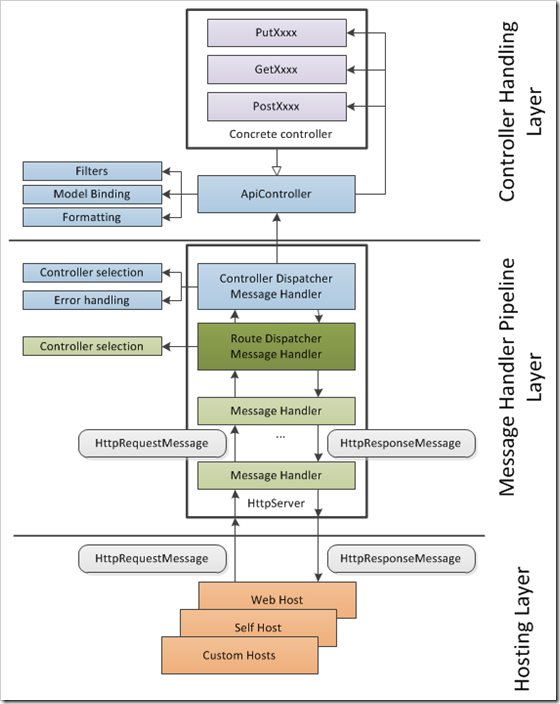 PutXxxx
GetXxxx
PostXxxx
Concrete controller
Controller Handling
Layer
Filters
Model Binding
Formatting
ApiController
Controller selection
Error handling
Controller Dispatcher
Message Handler
Controller selection
Route Dispatcher
Message Handler
Message Handler
...
HttpRequestMessage
HttpResponseMessage
Message Handler
HttpServer
Message Handler Pipeline
Layer
HttpRequestMessage
HttpResponseMessage
Web Host
Self Host
Custom Hosts
Hosting Layer